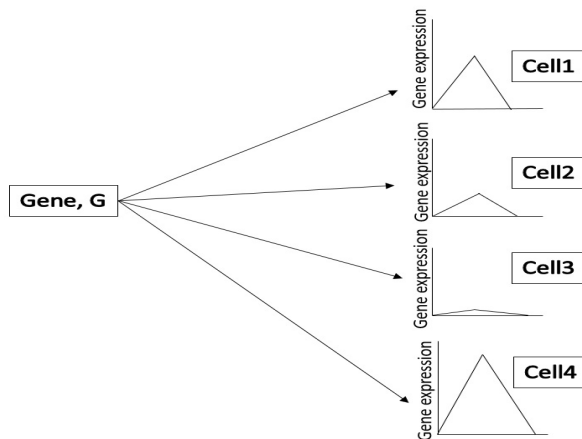 Gene expression
Cell1
Gene expression
Cell2
Gene, G
Gene expression
Cell3
Gene expression
Cell4